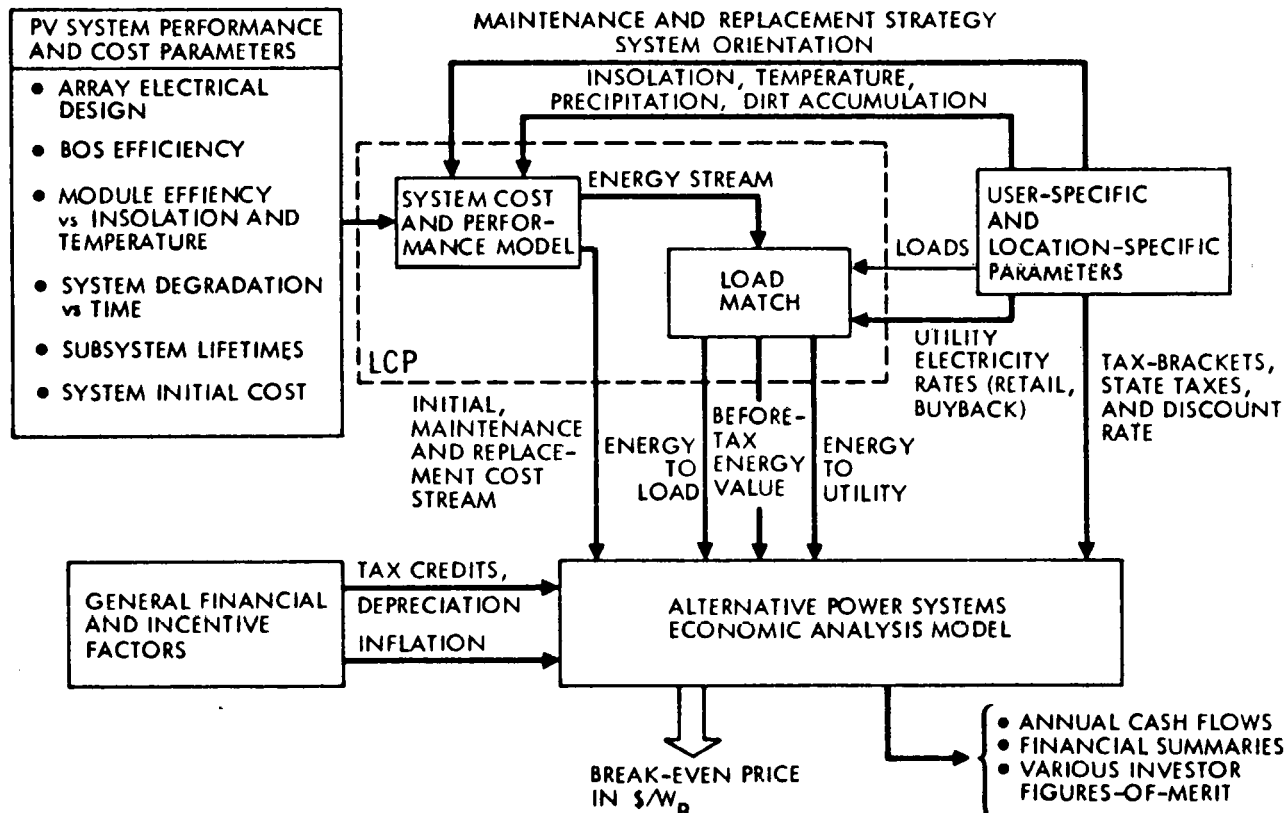 PV SYSTEM PERFORMANCE
AND COST PARAMETERS
● ARRAY ELECTRICAL
DESIGN
● BOS EFFICIENCY
● MODULE EFFIENCY
vs INSOLATION AND
TEMPERATURE
● SYSTEM DEGRADATION
vs TIME
● SUBSYSTEM LIFETIMES
● SYSTEM INITIAL COST
MAINTENANCE AND REPLACEMENT STRATEGY
SYSTEM ORIENTATION
INSOLATION, TEMPERATURE,
PRECIPITATION, DIRT ACCUMULATION
SYSTEM COST
AND PERFOR-
MANCE MODEL
ENERGY STREAM
LOAD
MATCH
LCP
LOADS
USER-SPECIFIC
AND
LOCATION-SPECIFIC
PARAMETERS
UTILITY
ELECTRICITY
RATES (RETAIL,
BUYBACK)
TAX-BRACKETS,
STATE TAXES,
AND DISCOUNT
RATE
INITIAL,
MAINTENANCE
AND REPLACE-
MENT COST
STREAM
ENERGY
TO
LOAD
BEFORE-
TAX
ENERGY
VALUE
ENERGY
TO
UTILITY
GENERAL FINANCIAL
AND INCENTIVE
FACTORS
TAX CREDITS,
DEPRECIATION
INFLATION
ALTERNATIVE POWER SYSTEMS
ECONOMIC ANALYSIS MODEL
BREAK-EVEN PRICE
IN $/Wp
● ANNUAL CASH FLOWS
● FINANCIAL SUMMARIES
● VARIOUS INVESTOR
FIGURES-OF-MERIT